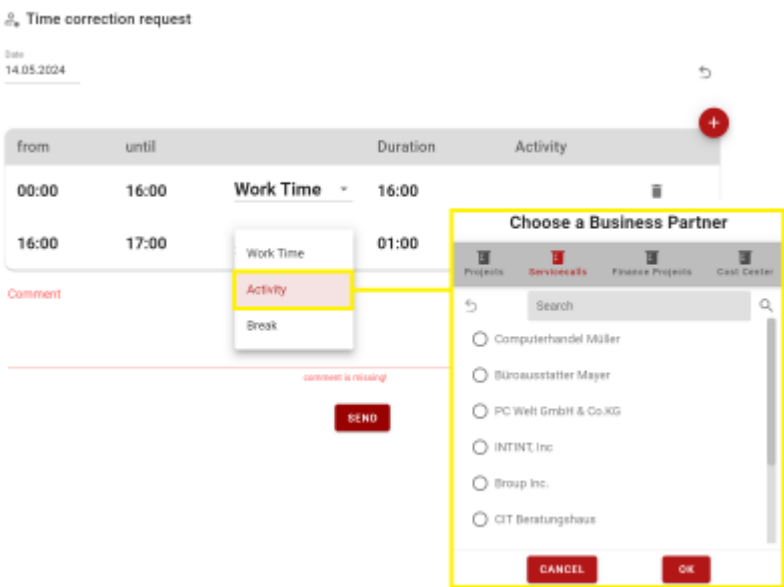 Time correction request
Date
14.05.2024
from until Duration Activity
00:00 16:00 Work Time 16:00
16:00 17:00 01:00
Work Time
Activity
Break
Comment
comment is missing!
SEND
Choose a Business Partner
Projects Servicecalls Finance Projects Cost Center
Search
Computerhandel Müller
Büroausstatter Mayer
PC Welt GmbH & Co.KG
INTINT, Inc
Broup Inc.
CIT Beratungshaus
CANCEL OK